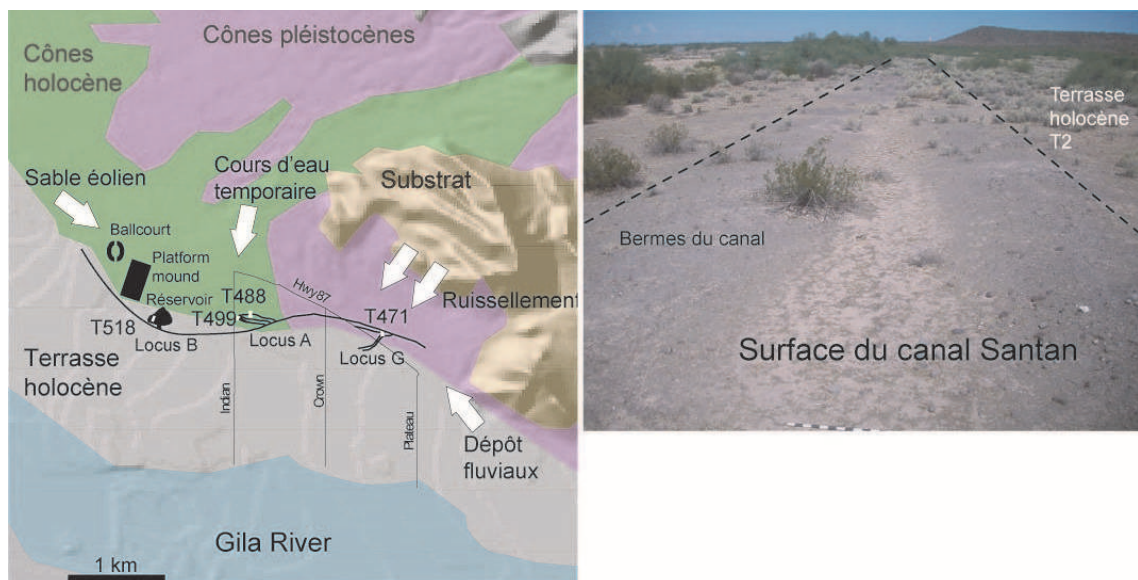 Cônes pléistocènes
Cônes
holocène
Cours d'eau
temporaire
Sable éolien
Substrat
Ballcourt
Platform
mound
Réservoir
T488
Hwy87
Ruissellement
T518
T499
T471
Locus B
Locus A
Locus G
Terrasse
holocène
Indian
Crown
Plateau
Dépôt
fluviaux
Gila River
1 km
Terrasse
holocène
T2
Bermes du canal
Surface du canal Santan